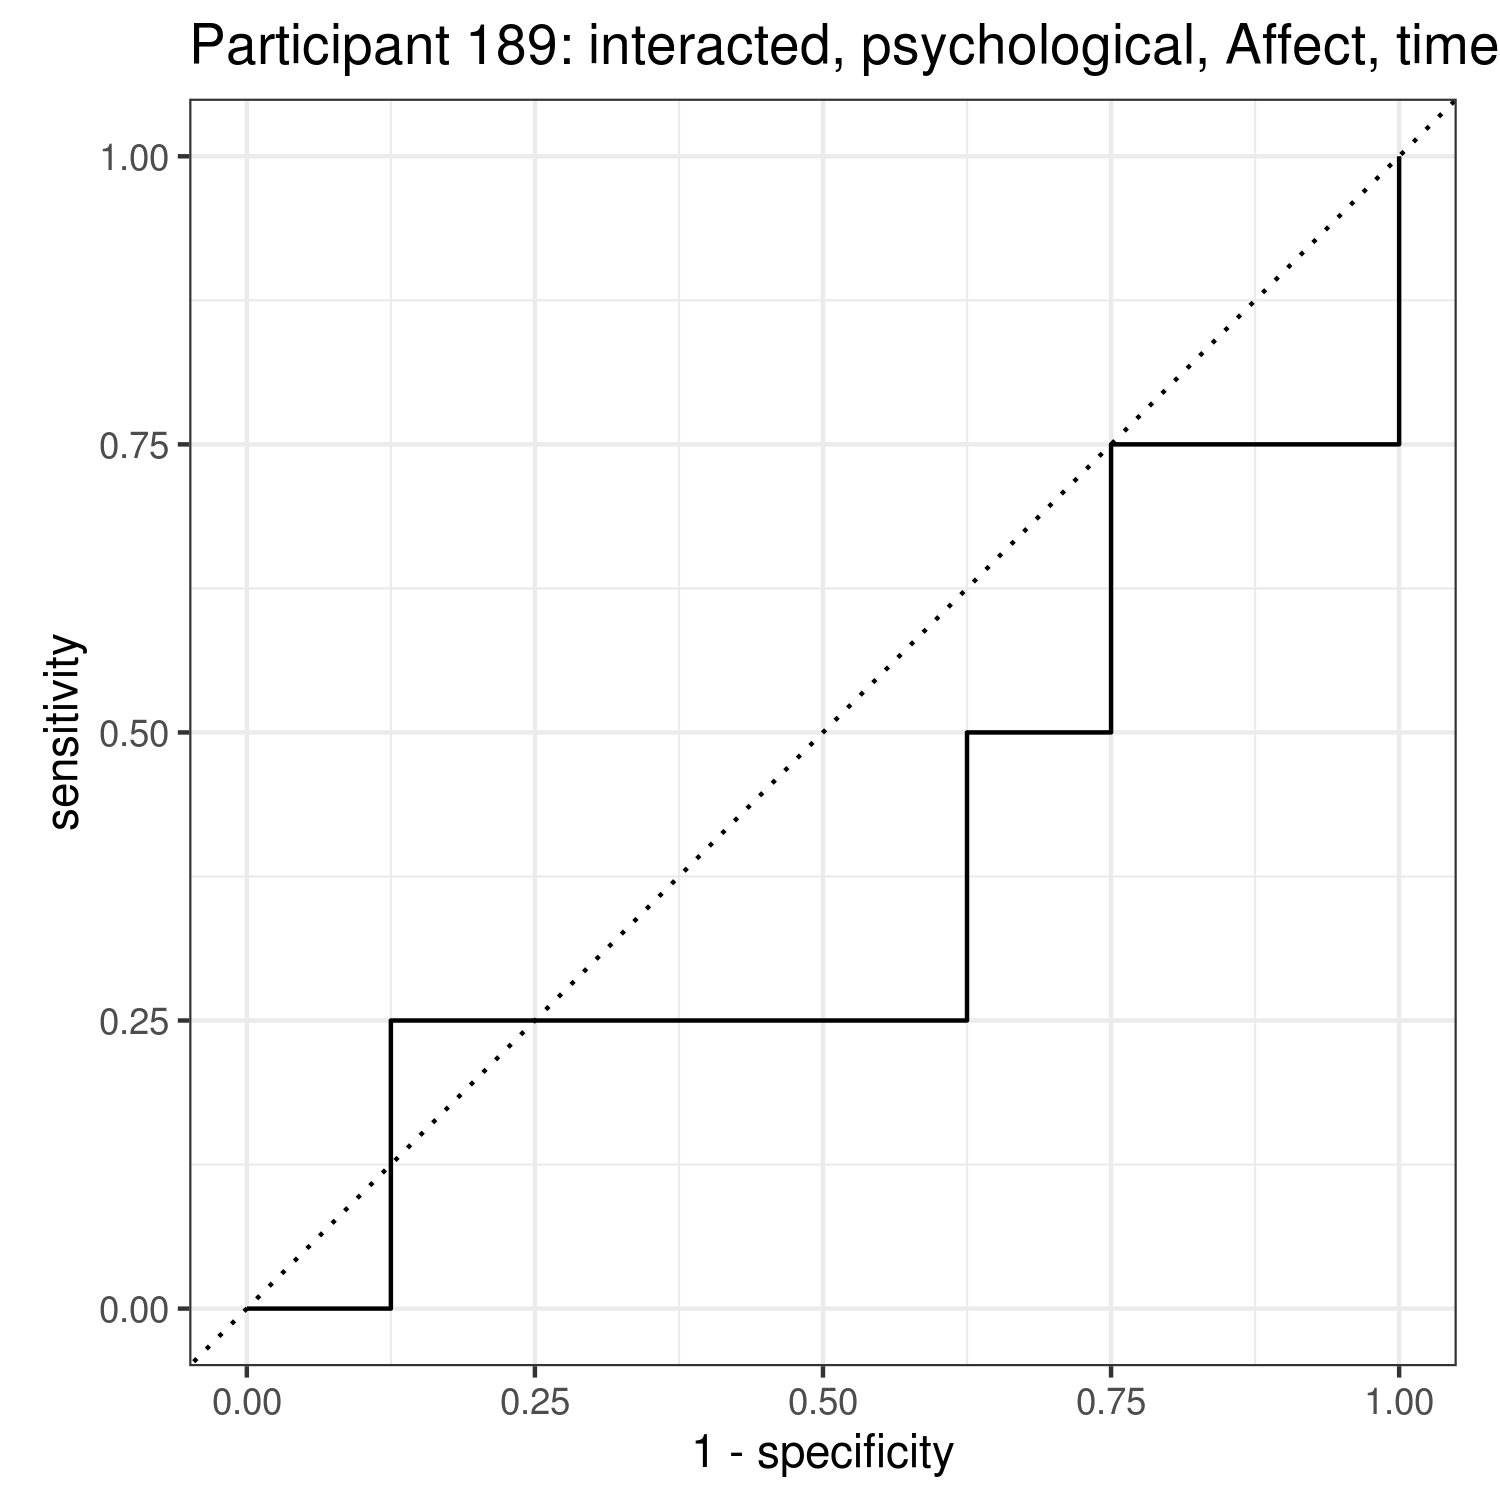 Participant 189: interacted, psychological, Affect, time
1.00
0.75
0.50
0.25
0.00
sensitivity
0.00 0.25 0.50 0.75 1.00
1 - specificity